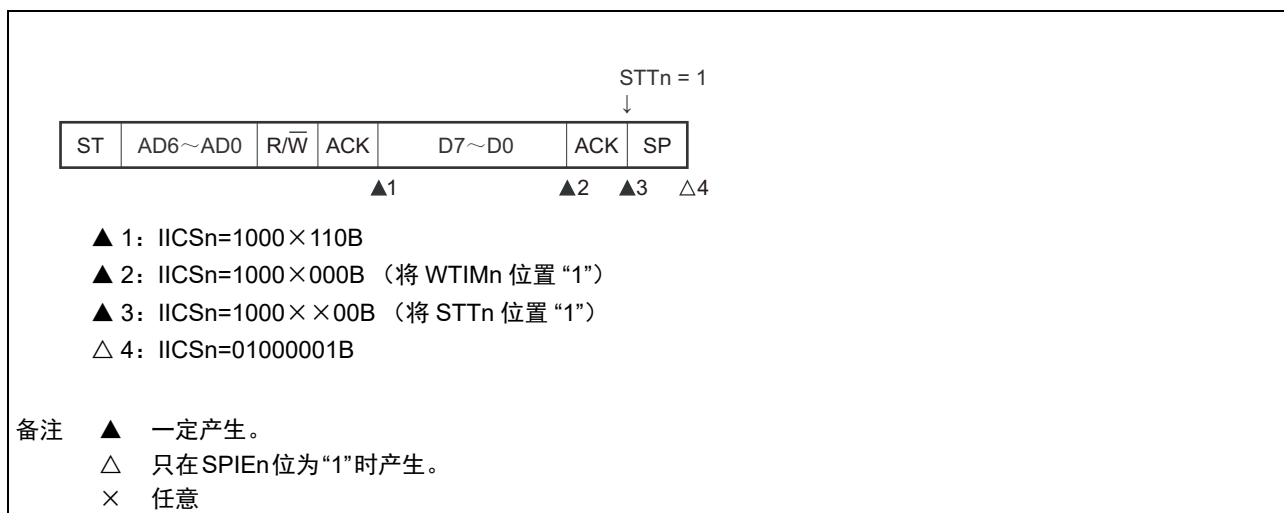 STTn = 1
↓
ST AD6～AD0 R/W̅ ACK D7～D0 ACK SP
▲1 ▲2 ▲3 △4
▲ 1：IICSn=1000×110B
▲ 2：IICSn=1000×000B （将 WTIMn 位置 “1”）
▲ 3：IICSn=1000××00B （将 STTn 位置 “1”）
△ 4：IICSn=01000001B
备注 ▲ 一定产生。
△ 只在SPIEn位为“1”时产生。
× 任意